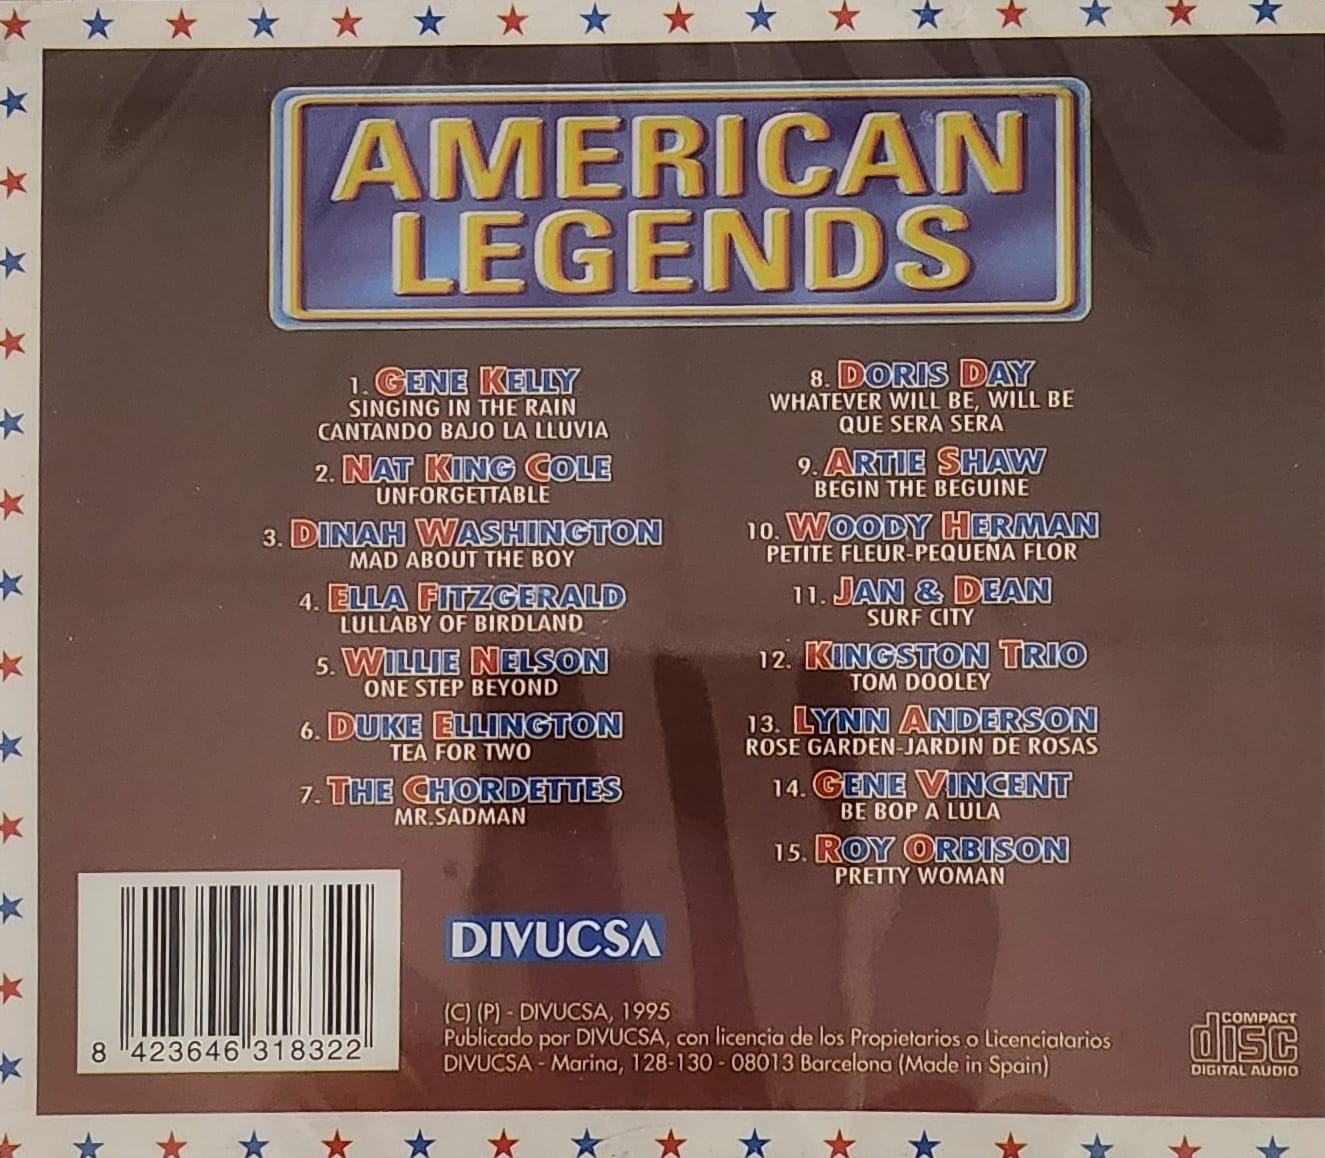 AMERICAN
LEGENDS
1. GENE KELLY
SINGING IN THE RAIN
CANTANDO BAJO LA LLUVIA
2. NAT KING COLE
UNFORGETTABLE
3. DINAH WASHINGTON
MAD ABOUT THE BOY
4. ELLA FITZGERALD
LULLABY OF BIRDLAND
5. WILLIE NELSON
ONE STEP BEYOND
6. DUKE ELLINGTON
TEA FOR TWO
7. THE CHORDETTES
MR.SADMAN
8. DORIS DAY
WHATEVER WILL BE, WILL BE
QUE SERA SERA
9. ARTIE SHAW
BEGIN THE BEGUINE
10. WOODY HERMAN
PETITE FLEUR-PEQUEÑA FLOR
11. JAN & DEAN
SURF CITY
12. KINGSTON TRIO
TOM DOOLEY
13. LYNN ANDERSON
ROSE GARDEN-JARDIN DE ROSAS
14. GENE VINCENT
BE BOP A LULA
15. ROY ORBISON
PRETTY WOMAN
8 423646 318322
DIVUCSA
(C) (P) - DIVUCSA, 1995
Publicado por DIVUCSA, con licencia de los Propietarios o Licenciatarios
DIVUCSA - Marina, 128-130 - 08013 Barcelona (Made in Spain)
COMPACT
disc
DIGITAL AUDIO